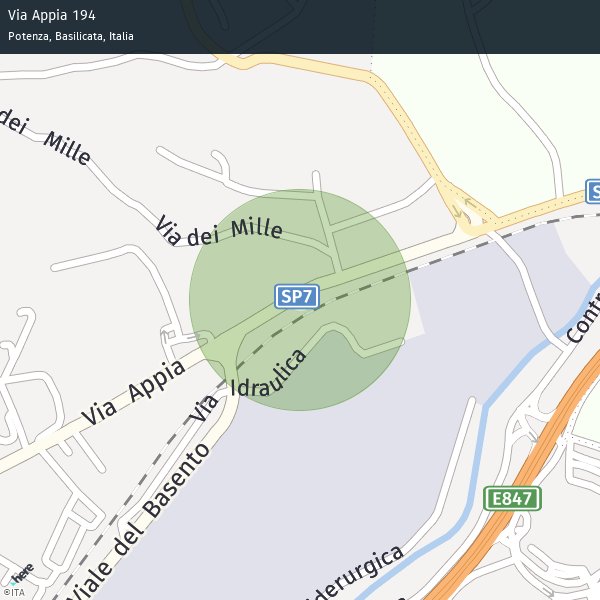 Via Appia 194
Potenza, Basilicata, Italia
dei Mille
Via dei Mille
SP7
Via Appia
Via Idraulica
Viale del Basento
E847
here
©ITA